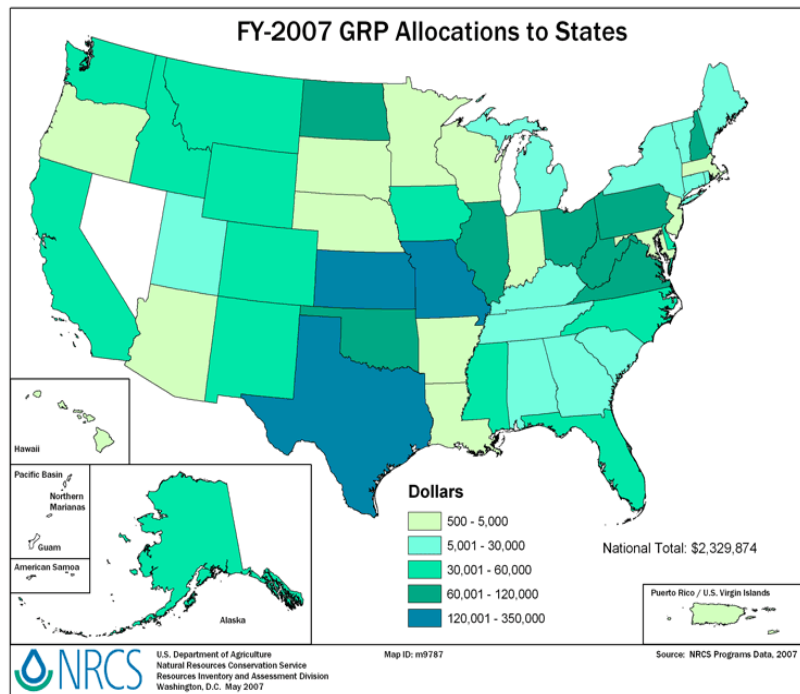 FY-2007 GRP Allocations to States
Hawaii
Pacific Basin
Northern
Marianas
Guam
American Samoa
Alaska
Dollars
500 - 5,000
5,001 - 30,000
30,001 - 60,000
60,001 - 120,000
120,001 - 350,000
National Total: $2,329,874
Puerto Rico / U.S. Virgin Islands
NRCS
U.S. Department of Agriculture
Natural Resources Conservation Service
Resources Inventory and Assessment Division
Washington, D.C. May 2007
Map ID: m9787
Source: NRCS Programs Data, 2007